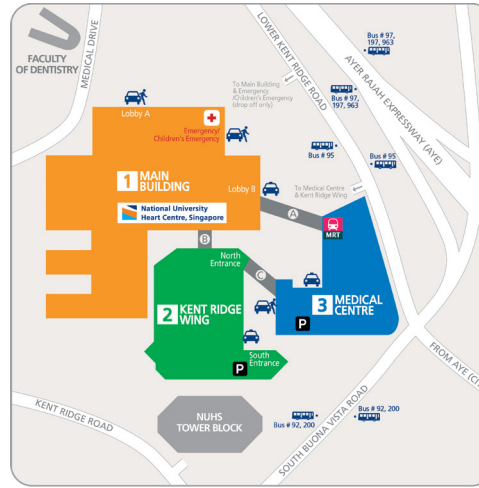 FACULTY
OF DENTISTRY
MEDICAL DRIVE
LOWER KENT RIDGE ROAD
Bus # 97,
197, 963
AYER RAJAH EXPRESSWAY (AYE)
To Main Building
& Emergency
/Children's Emergency
(drop off only)
Bus # 97,
197, 963
Lobby A
Emergency/
Children's Emergency
Bus # 95
Bus # 95
1 MAIN
BUILDING
Lobby B
To Medical Centre
& Kent Ridge Wing
National University
Heart Centre, Singapore
A
MRT
B
North
Entrance
C
2 KENT RIDGE
WING
3 MEDICAL
CENTRE
P
South
Entrance
P
FROM AYE (CI
KENT RIDGE ROAD
NUHS
TOWER BLOCK
Bus # 92, 200
Bus # 92, 200
SOUTH BUONA VISTA ROAD